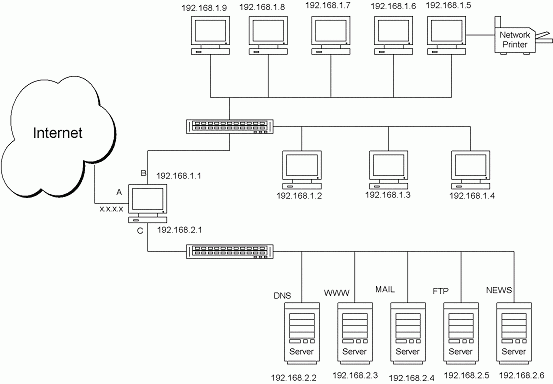 192.168.1.9
192.168.1.8
192.168.1.7
192.168.1.6
192.168.1.5
Network
Printer
Internet
B
192.168.1.1
A
X.X.X.X
192.168.1.2
192.168.1.3
192.168.1.4
C
192.168.2.1
DNS
WWW
MAIL
FTP
NEWS
Server
Server
Server
Server
Server
192.168.2.2
192.168.2.3
192.168.2.4
192.168.2.5
192.168.2.6